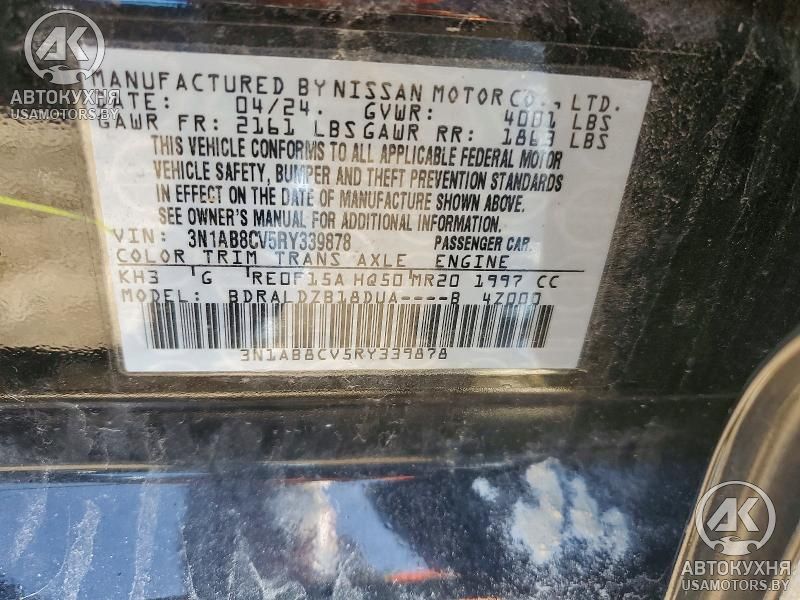 AK
АВТОКУХНЯ
USAMOTORS.BY
MANUFACTURED BY NISSAN MOTOR CO., LTD.
DATE: 04/24. GVWR: 4001 LBS
GAWR FR: 2161 LBS GAWR RR: 1863 LBS
THIS VEHICLE CONFORMS TO ALL APPLICABLE FEDERAL MOTOR
VEHICLE SAFETY, BUMPER AND THEFT PREVENTION STANDARDS
IN EFFECT ON THE DATE OF MANUFACTURE SHOWN ABOVE.
SEE OWNER'S MANUAL FOR ADDITIONAL INFORMATION.
VIN: 3N1AB8CV5RY339878 PASSENGER CAR.
COLOR TRIM TRANS AXLE ENGINE
KH3 G RE0F15A HQ50 MR20 1997 CC
MODEL: BDRALDZB18DUA----B 4Z000
3N1AB8CV5RY339878
AK
АВТОКУХНЯ
USAMOTORS.BY